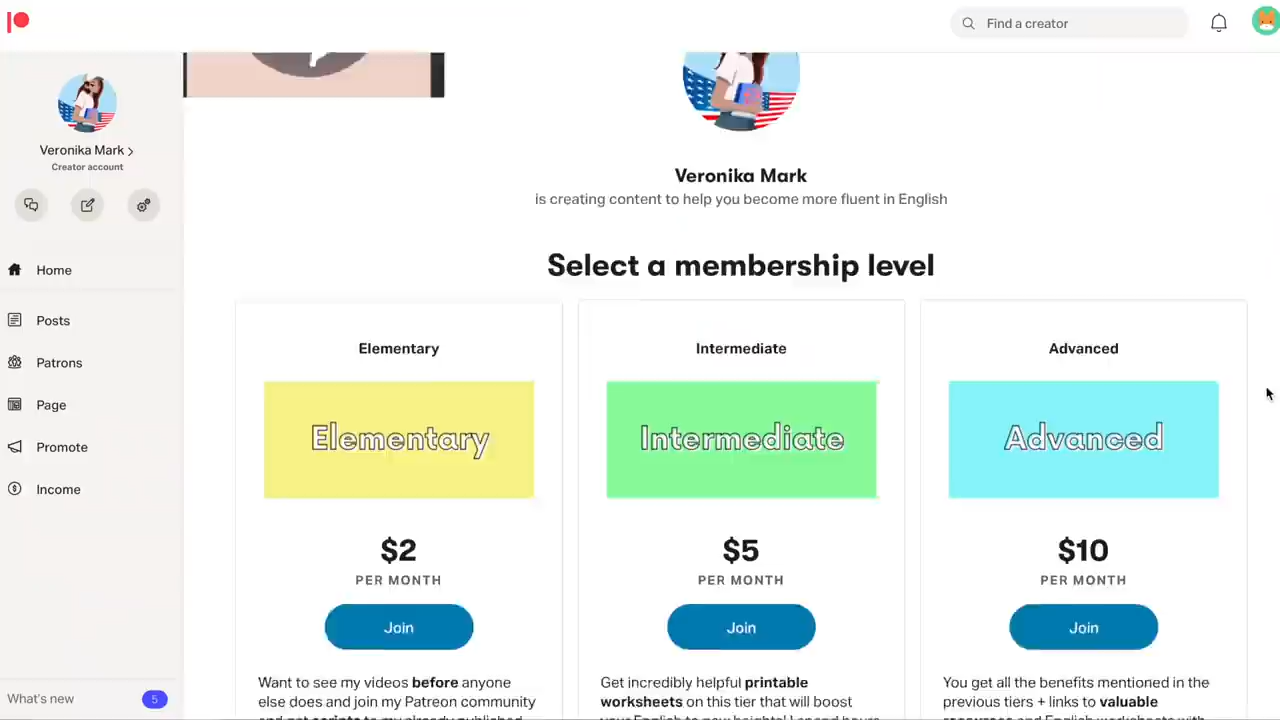 Find a creator
Veronika Mark
Creator account
Home
Posts
Patrons
Page
Promote
Income
What's new
5
Veronika Mark
is creating content to help you become more fluent in English
Select a membership level
Elementary
Elementary
$2
PER MONTH
Join
Want to see my videos before anyone
else does and join my Patreon community
Intermediate
Intermediate
$5
PER MONTH
Join
Get incredibly helpful printable
worksheets on this tier that will boost
Advanced
Advanced
$10
PER MONTH
Join
You get all the benefits mentioned in the
previous tiers + links to valuable